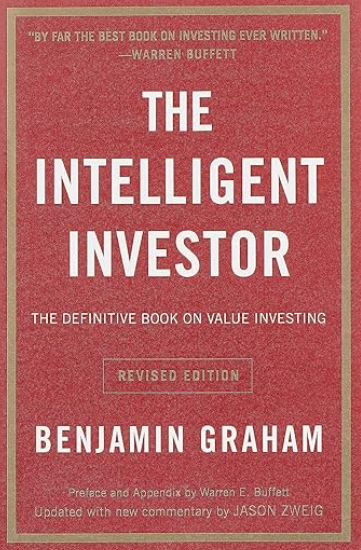 "BY FAR THE BEST BOOK ON INVESTING EVER WRITTEN."
—WARREN BUFFETT
THE
INTELLIGENT
INVESTOR
THE DEFINITIVE BOOK ON VALUE INVESTING
REVISED EDITION
BENJAMIN GRAHAM
Preface and Appendix by Warren E. Buffett
Updated with new commentary by JASON ZWEIG